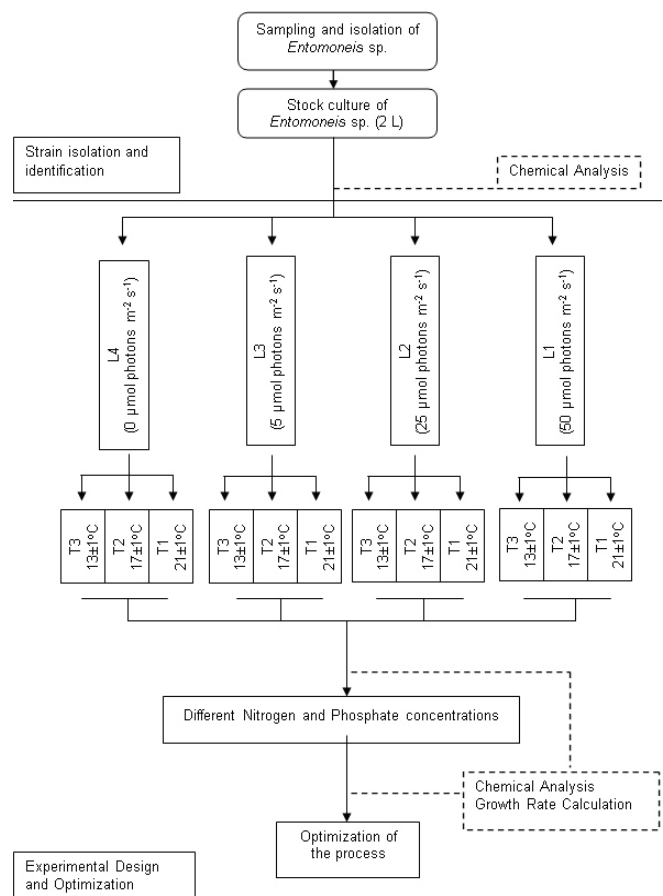 Sampling and isolation of
Entomoneis sp.
Stock culture of
Entomoneis sp. (2 L)
Strain isolation and
identification
Chemical Analysis
L4
(0 µmol photons m⁻² s⁻¹)
L3
(5 µmol photons m⁻² s⁻¹)
L2
(25 µmol photons m⁻² s⁻¹)
L1
(50 µmol photons m⁻² s⁻¹)
T3
13±1ºC
T2
17±1ºC
T1
21±1ºC
T3
13±1ºC
T2
17±1ºC
T1
21±1ºC
T3
13±1ºC
T2
17±1ºC
T1
21±1ºC
T3
13±1ºC
T2
17±1ºC
T1
21±1ºC
Different Nitrogen and Phosphate concentrations
Chemical Analysis
Growth Rate Calculation
Optimization of
the process
Experimental Design
and Optimization